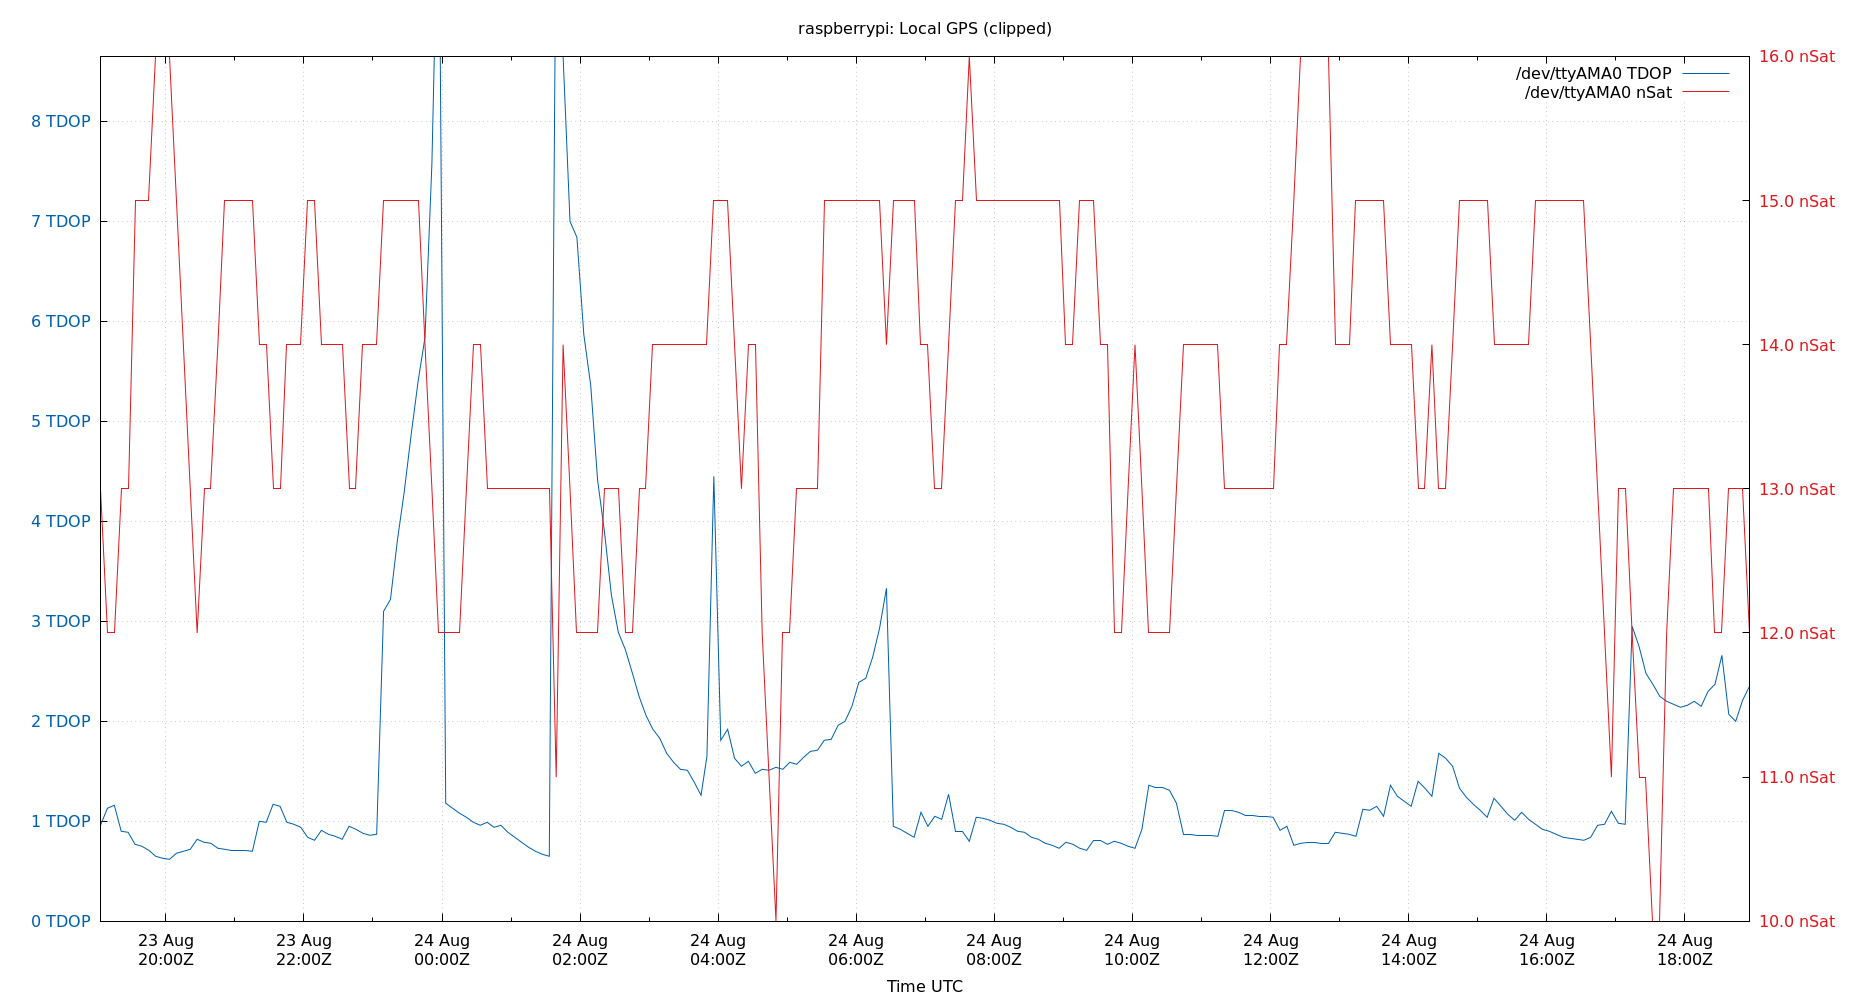 raspberrypi: Local GPS (clipped)
/dev/ttyAMA0 TDOP
/dev/ttyAMA0 nSat
8 TDOP
7 TDOP
6 TDOP
5 TDOP
4 TDOP
3 TDOP
2 TDOP
1 TDOP
0 TDOP
16.0 nSat
15.0 nSat
14.0 nSat
13.0 nSat
12.0 nSat
11.0 nSat
10.0 nSat
23 Aug 23 Aug 24 Aug 24 Aug 24 Aug 24 Aug 24 Aug 24 Aug 24 Aug 24 Aug 24 Aug 24 Aug
20:00Z 22:00Z 00:00Z 02:00Z 04:00Z 06:00Z 08:00Z 10:00Z 12:00Z 14:00Z 16:00Z 18:00Z
Time UTC